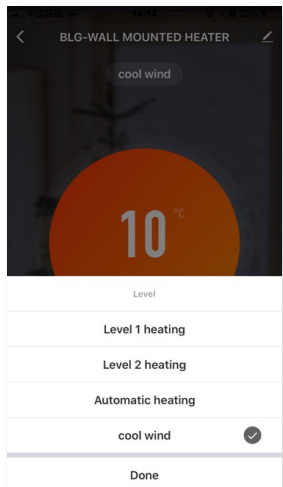 BLG-WALL MOUNTED HEATER
cool wind
10 °C
Level
Level 1 heating
Level 2 heating
Automatic heating
cool wind
Done